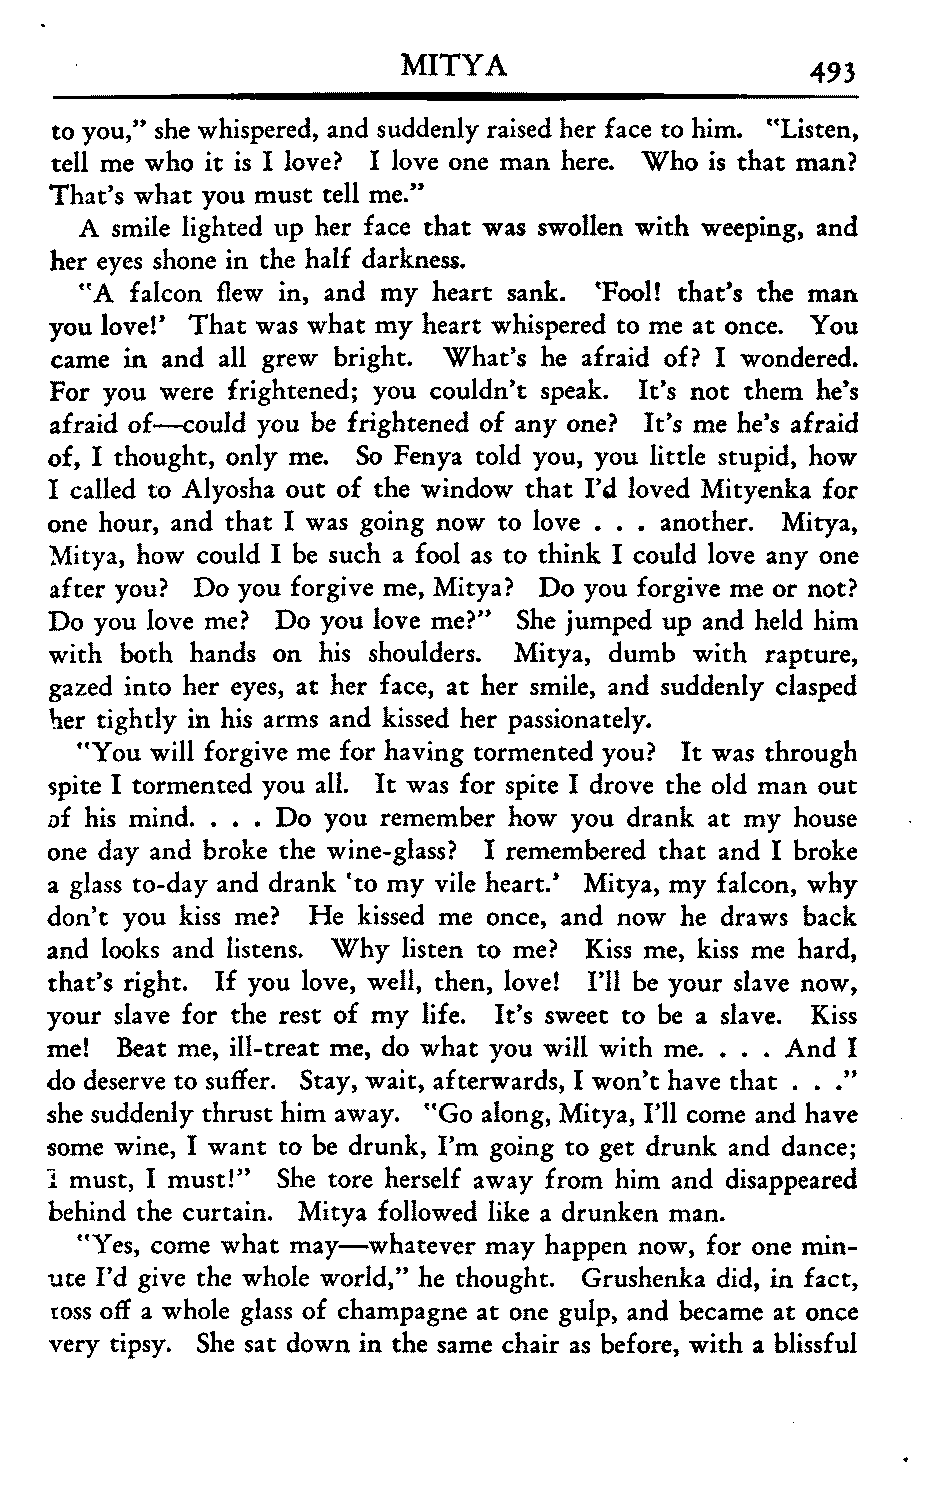 MITYA 493
to you," she whispered, and suddenly raised her face to him. "Listen,
tell me who it is I love? I love one man here. Who is that man?
That's what you must tell me."
A smile lighted up her face that was swollen with weeping, and
her eyes shone in the half darkness.
"A falcon flew in, and my heart sank. 'Fool! that's the man
you love!' That was what my heart whispered to me at once. You
came in and all grew bright. What's he afraid of? I wondered.
For you were frightened; you couldn't speak. It's not them he's
afraid of—could you be frightened of any one? It's me he's afraid
of, I thought, only me. So Fenya told you, you little stupid, how
I called to Alyosha out of the window that I'd loved Mityenka for
one hour, and that I was going now to love . . . another. Mitya,
Mitya, how could I be such a fool as to think I could love any one
after you? Do you forgive me, Mitya? Do you forgive me or not?
Do you love me? Do you love me?" She jumped up and held him
with both hands on his shoulders. Mitya, dumb with rapture,
gazed into her eyes, at her face, at her smile, and suddenly clasped
her tightly in his arms and kissed her passionately.
"You will forgive me for having tormented you? It was through
spite I tormented you all. It was for spite I drove the old man out
of his mind. . . . Do you remember how you drank at my house
one day and broke the wine-glass? I remembered that and I broke
a glass to-day and drank 'to my vile heart.' Mitya, my falcon, why
don't you kiss me? He kissed me once, and now he draws back
and looks and listens. Why listen to me? Kiss me, kiss me hard,
that's right. If you love, well, then, love! I'll be your slave now,
your slave for the rest of my life. It's sweet to be a slave. Kiss
me! Beat me, ill-treat me, do what you will with me. . . . And I
do deserve to suffer. Stay, wait, afterwards, I won't have that . . ."
she suddenly thrust him away. "Go along, Mitya, I'll come and have
some wine, I want to be drunk, I'm going to get drunk and dance;
I must, I must!" She tore herself away from him and disappeared
behind the curtain. Mitya followed like a drunken man.
"Yes, come what may—whatever may happen now, for one min-
ute I'd give the whole world," he thought. Grushenka did, in fact,
toss off a whole glass of champagne at one gulp, and became at once
very tipsy. She sat down in the same chair as before, with a blissful